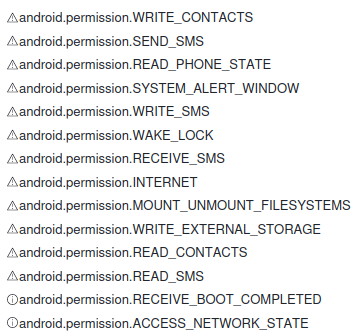 android.permission.WRITE_CONTACTS
android.permission.SEND_SMS
android.permission.READ_PHONE_STATE
android.permission.SYSTEM_ALERT_WINDOW
android.permission.WRITE_SMS
android.permission.WAKE_LOCK
android.permission.RECEIVE_SMS
android.permission.INTERNET
android.permission.MOUNT_UNMOUNT_FILESYSTEMS
android.permission.WRITE_EXTERNAL_STORAGE
android.permission.READ_CONTACTS
android.permission.READ_SMS
android.permission.RECEIVE_BOOT_COMPLETED
android.permission.ACCESS_NETWORK_STATE